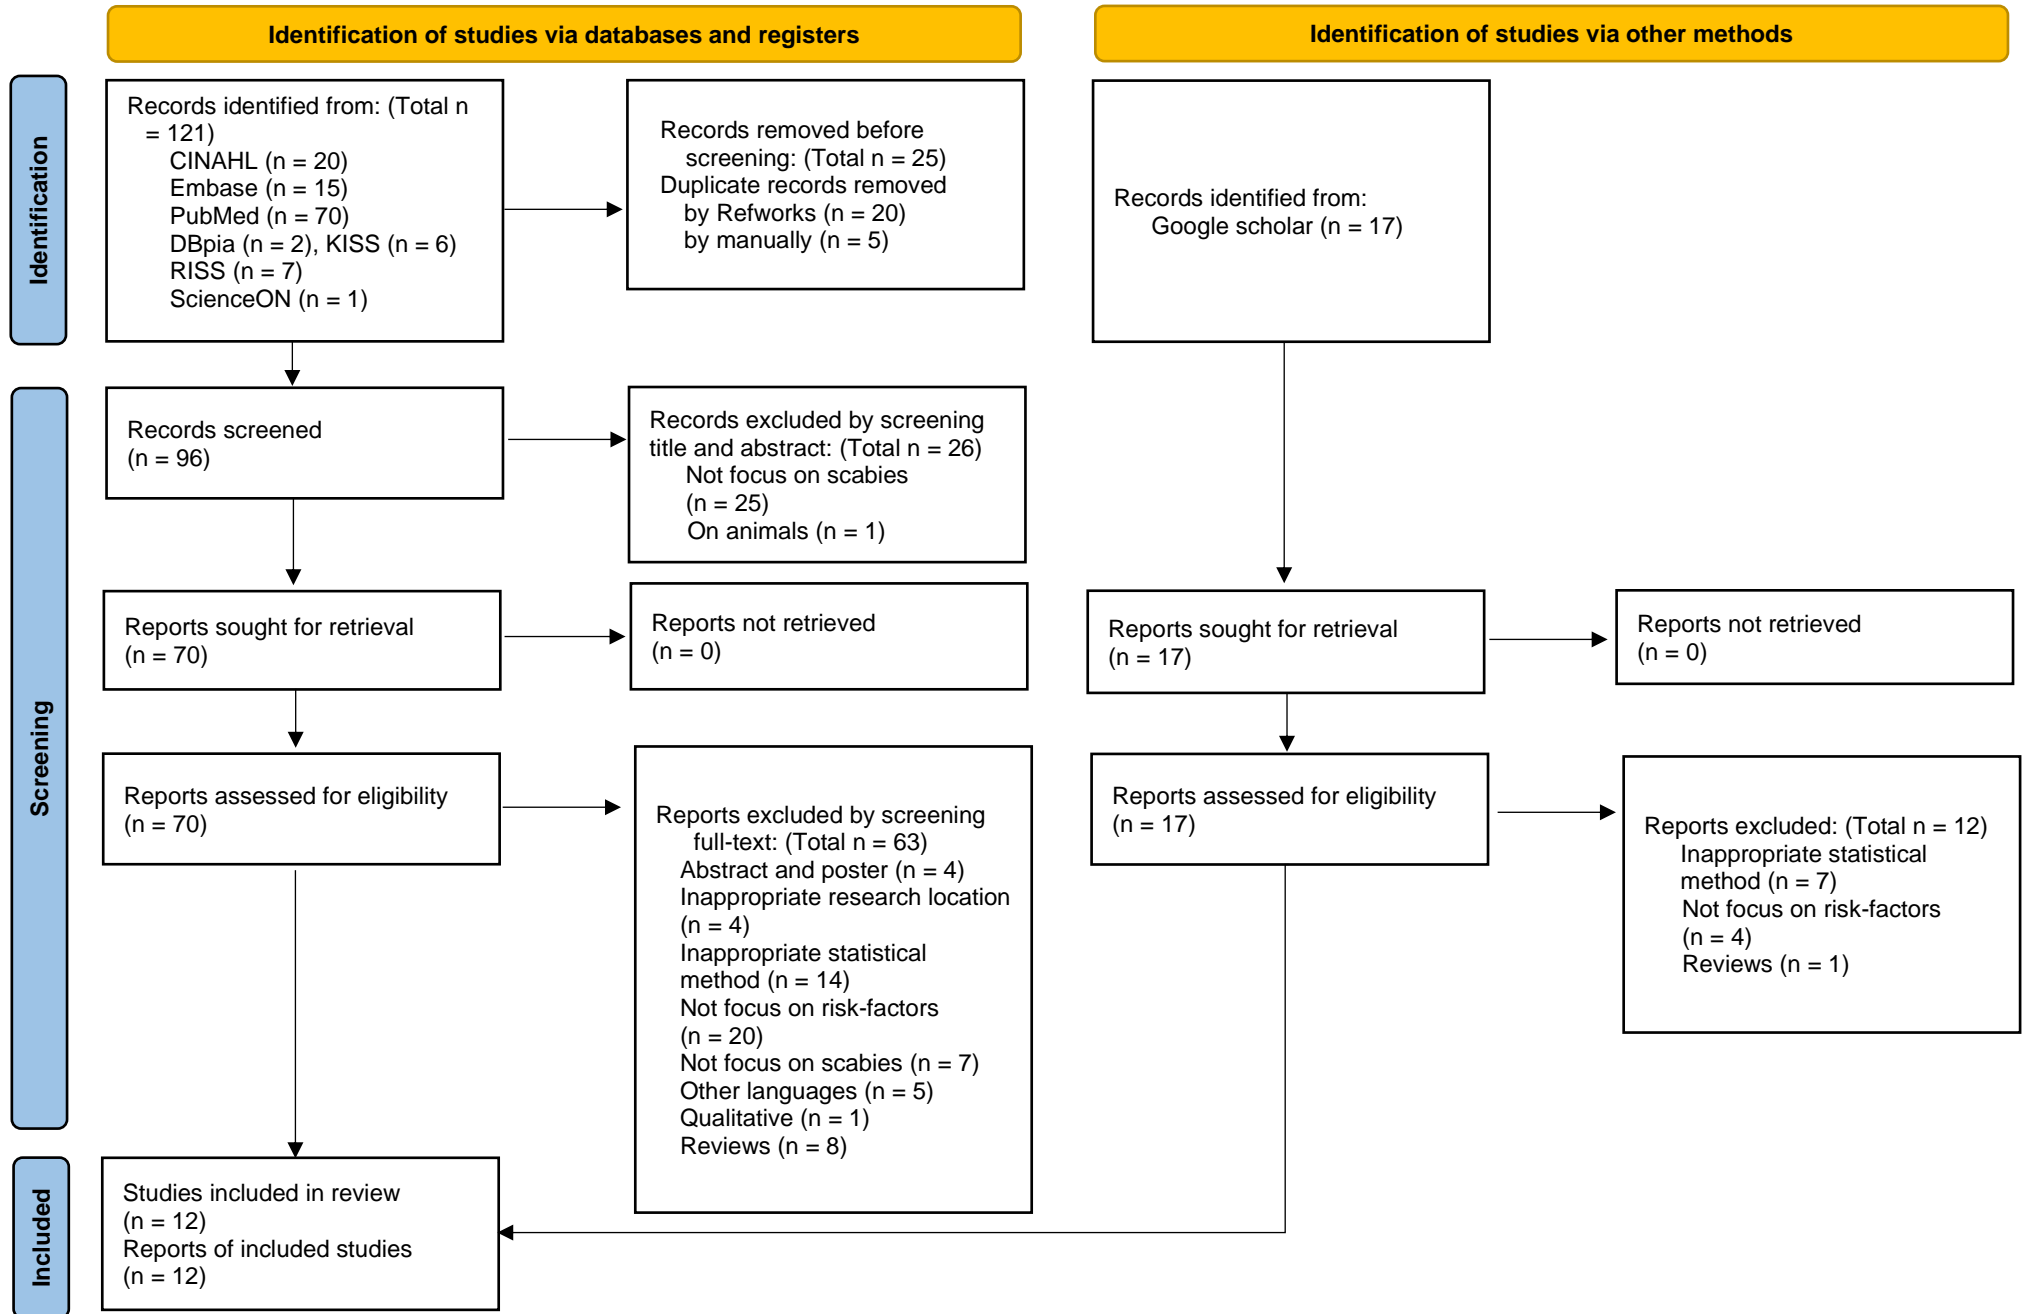 Identification of studies via databases and registers
Identification of studies via other methods
Identification
Records identified from: (Total n
= 121)
CINAHL (n = 20)
Embase (n = 15)
PubMed (n = 70)
DBpia (n = 2), KISS (n = 6)
RISS (n = 7)
ScienceON (n = 1)
Records removed before
screening: (Total n = 25)
Duplicate records removed
by Refworks (n = 20)
by manually (n = 5)
Records identified from:
Google scholar (n = 17)
Screening
Records screened
(n = 96)
Records excluded by screening
title and abstract: (Total n = 26)
Not focus on scabies
(n = 25)
On animals (n = 1)
Reports sought for retrieval
(n = 70)
Reports not retrieved
(n = 0)
Reports sought for retrieval
(n = 17)
Reports not retrieved
(n = 0)
Reports assessed for eligibility
(n = 70)
Reports excluded by screening
full-text: (Total n = 63)
Abstract and poster (n = 4)
Inappropriate research location
(n = 4)
Inappropriate statistical
method (n = 14)
Not focus on risk-factors
(n = 20)
Not focus on scabies (n = 7)
Other languages (n = 5)
Qualitative (n = 1)
Reviews (n = 8)
Reports assessed for eligibility
(n = 17)
Reports excluded: (Total n = 12)
Inappropriate statistical
method (n = 7)
Not focus on risk-factors
(n = 4)
Reviews (n = 1)
Included
Studies included in review
(n = 12)
Reports of included studies
(n = 12)